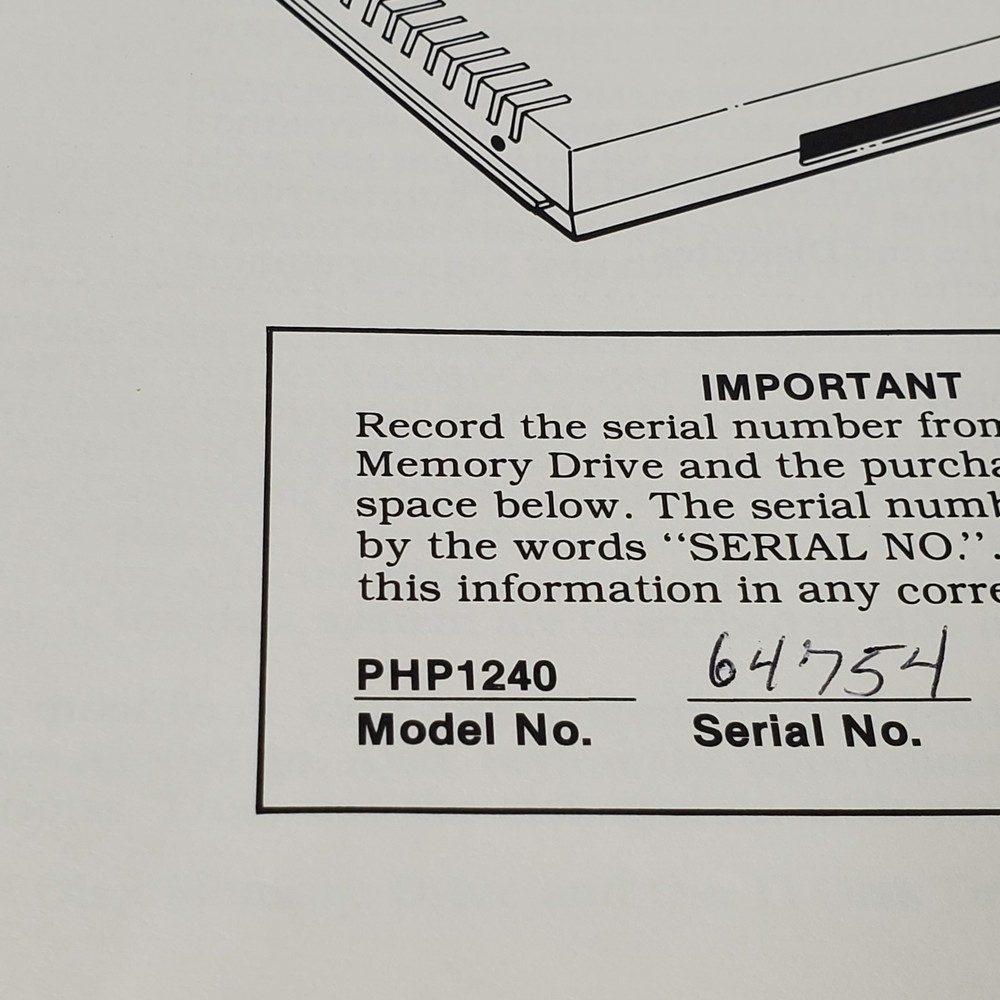 IMPORTANT
Record the serial number from
Memory Drive and the purcha
space below. The serial numb
by the words “SERIAL NO.”.
this information in any corre
PHP1240 64754
Model No. Serial No.